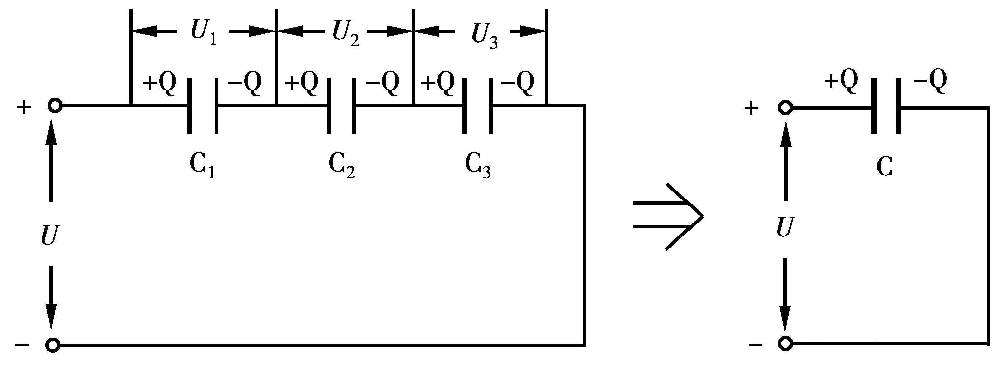 U₁ U₂ U₃
+Q −Q +Q −Q +Q −Q +Q −Q
+ +
C₁ C₂ C₃ C
U U
− −